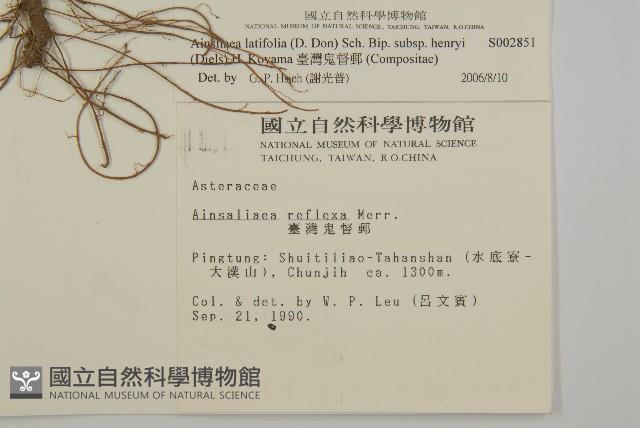 國立自然科學博物館
NATIONAL MUSEUM OF NATURAL SCIENCE, TAICHUNG, TAIWAN, R.O.CHINA
Ainsliaea latifolia (D. Don) Sch. Bip. subsp. henryi S002851
(Diels) H. Koyama 臺灣鬼督郵 (Compositae)
Det. by G. P. Hsieh (謝光普) 2006/8/10
國立自然科學博物館
NATIONAL MUSEUM OF NATURAL SCIENCE
TAICHUNG, TAIWAN, R.O.CHINA
Asteraceae
Ainsaliaea reflexa Merr.
臺灣鬼督郵
Pingtung: Shuitiliao-Tahanshan (水底寮-
大漢山), Chunjih ca. 1300m.
Col. & det. by W. P. Leu (呂文賓)
Sep. 21, 1990.
國立自然科學博物館
NATIONAL MUSEUM OF NATURAL SCIENCE